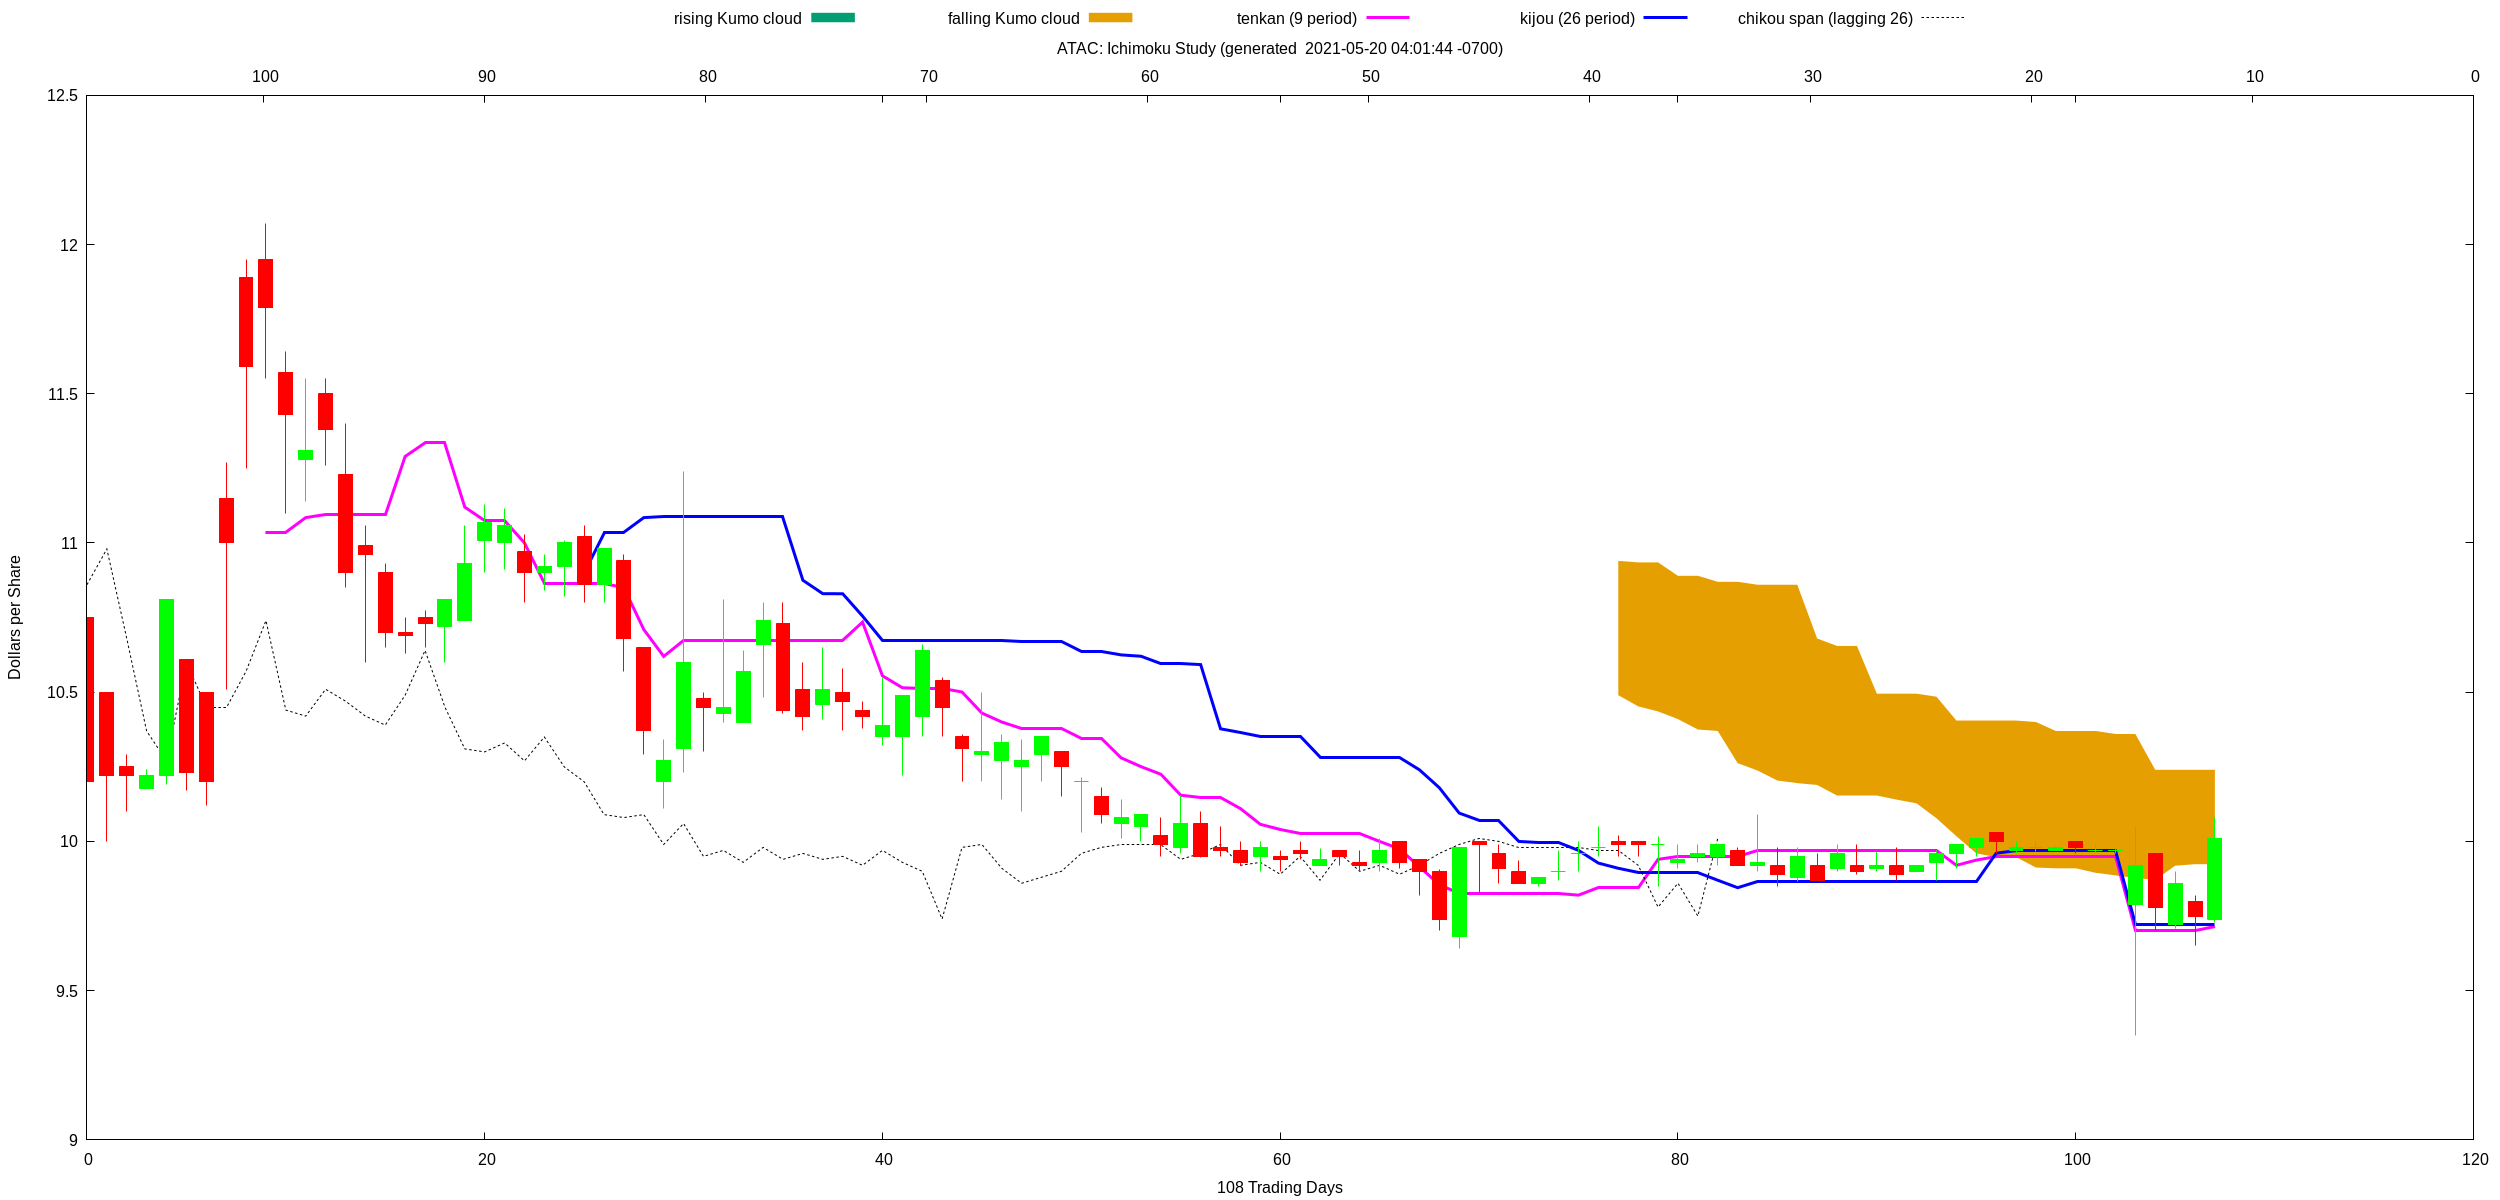 rising Kumo cloud falling Kumo cloud tenkan (9 period) kijou (26 period) chikou span (lagging 26)
ATAC: Ichimoku Study (generated  2021-05-20 04:01:44 -0700)
100 90 80 70 60 50 40 30 20 10 0
12.5
12
11.5
11
10.5
10
9.5
9
Dollars per Share
0 20 40 60 80 100 120
108 Trading Days